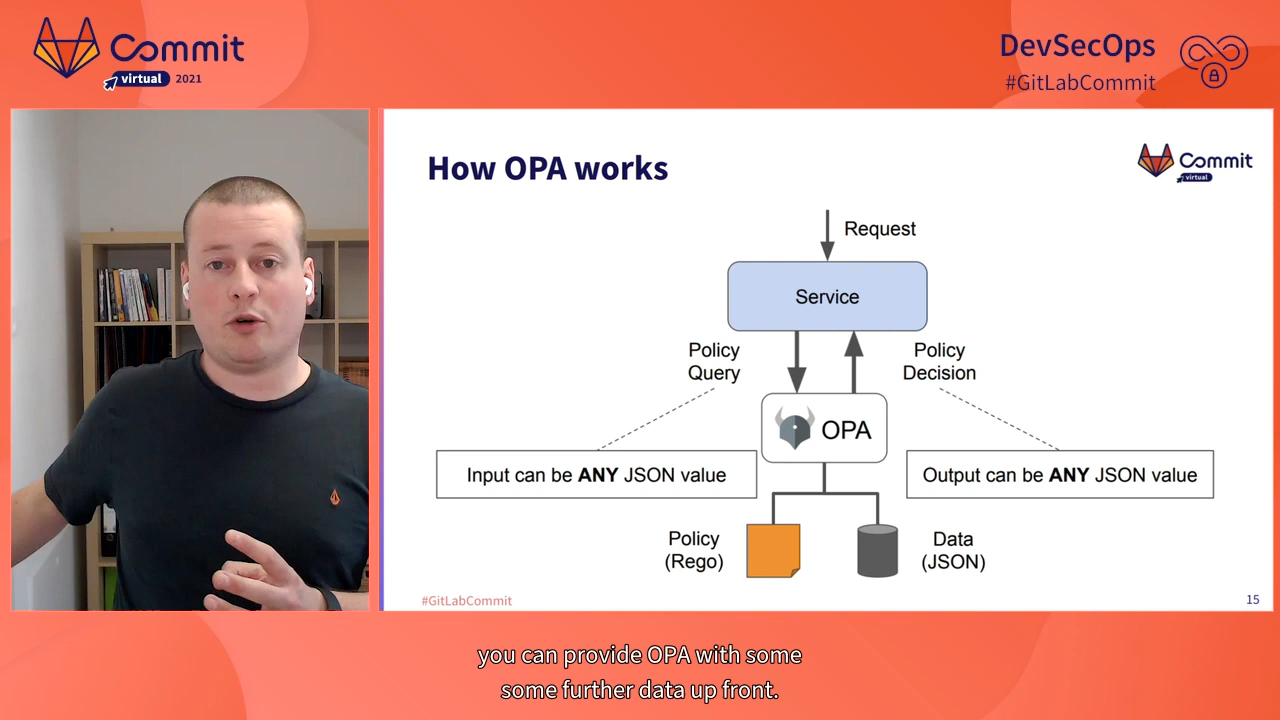 Commit
virtual 2021
DevSecOps
#GitLabCommit
How OPA works
Commit
virtual
Request
Service
Policy
Query
Policy
Decision
OPA
Input can be ANY JSON value
Output can be ANY JSON value
Policy
(Rego)
Data
(JSON)
#GitLabCommit
15
you can provide OPA with some
some further data up front.